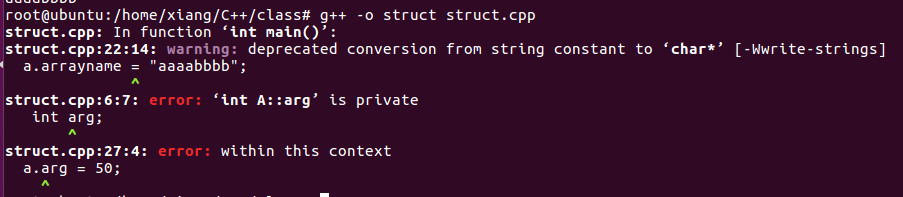 root@ubuntu:/home/xiang/C++/class# g++ -o struct struct.cpp
struct.cpp: In function ‘int main()’:
struct.cpp:22:14: warning: deprecated conversion from string constant to ‘char*’ [-Wwrite-strings]
a.arrayname = "aaaabbbb";
^
struct.cpp:6:7: error: ‘int A::arg’ is private
int arg;
^
struct.cpp:27:4: error: within this context
a.arg = 50;
^